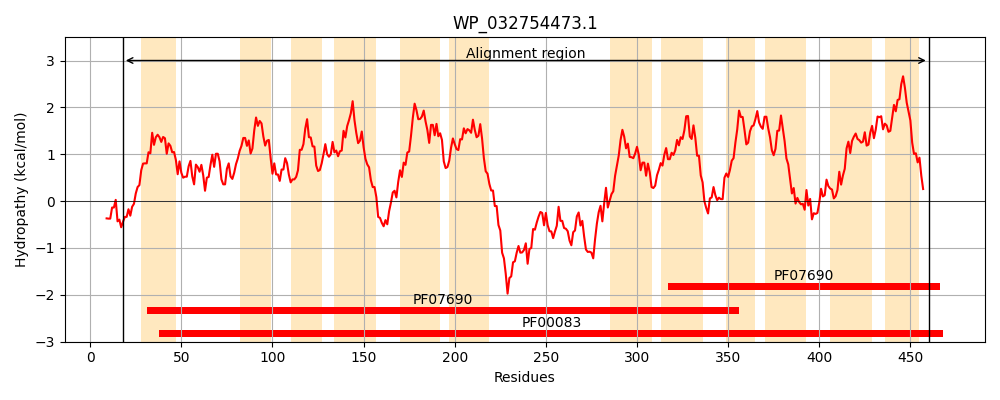 WP_032754473.1
Alignment region
Hydropathy (kcal/mol)
3
2
1
0
−1
−2
−3
PF07690
PF07690
PF00083
0
50
100
150
200
250
300
350
400
450
Residues